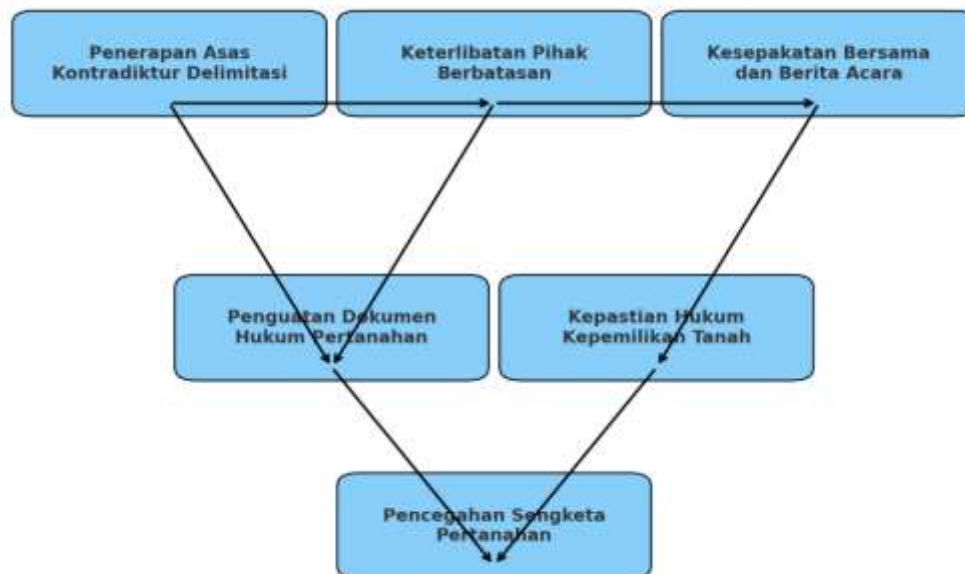 Penerapan Asas
Kontradiktur Delimitasi
Keterlibatan Pihak
Berbatasan
Kesepakatan Bersama
dan Berita Acara
Penguatan Dokumen
Hukum Pertanahan
Kepastian Hukum
Kepemilikan Tanah
Pencegahan Sengketa
Pertanahan